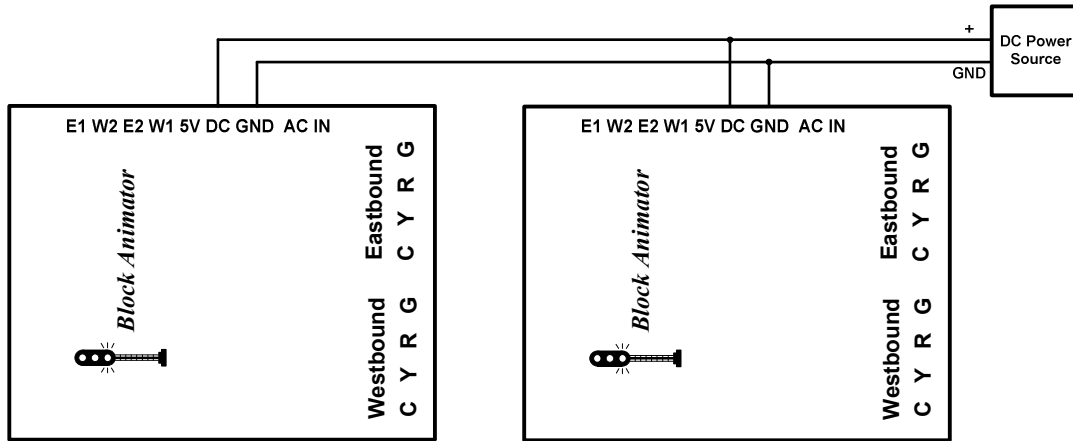 +
DC Power
Source
GND
E1 W2 E2 W1 5V DC GND AC IN
Block Animator
Eastbound
C Y R G
Westbound
C Y R G
E1 W2 E2 W1 5V DC GND AC IN
Block Animator
Eastbound
C Y R G
Westbound
C Y R G